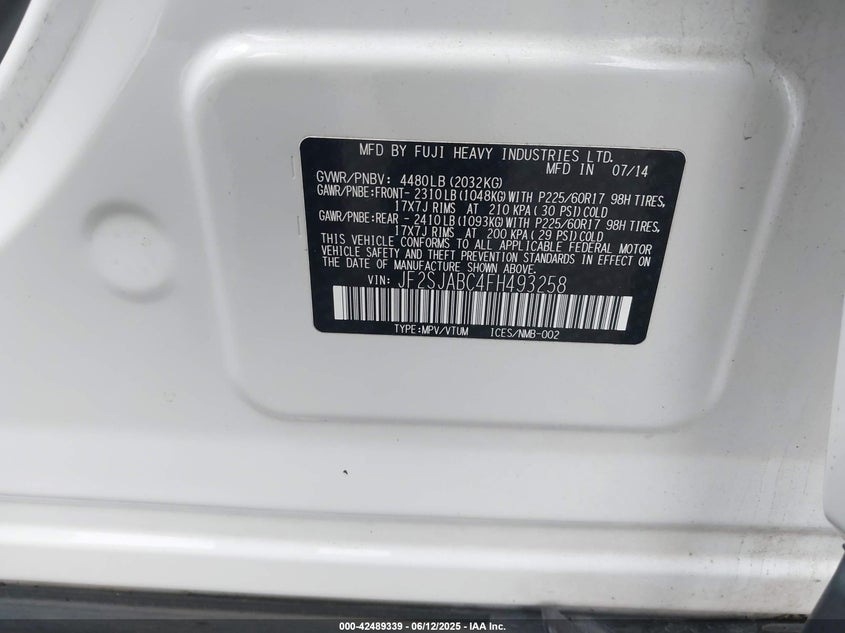 MFD BY FUJI HEAVY INDUSTRIES LTD.
MFD IN 07/14
GVWR/PNBV: 4480LB (2032KG)
GAWR/PNBE:FRONT- 2310LB (1048KG) WITH P225/60R17 98H TIRES,
17X7J RIMS AT 210 KPA ( 30 PSI) COLD
GAWR/PNBE:REAR - 2410LB (1093KG) WITH P225/60R17 98H TIRES,
17X7J RIMS AT 200 KPA ( 29 PSI) COLD
THIS VEHICLE CONFORMS TO ALL APPLICABLE FEDERAL MOTOR
VEHICLE SAFETY AND THEFT PREVENTION STANDARDS IN EFFECT ON
THE DATE OF MANUFACTURE SHOWN ABOVE.
VIN: JF2SJABC4FH493258
TYPE:MPV/VTUM ICES/NMB-002
000-42489339 - 06/12/2025 - IAA Inc.